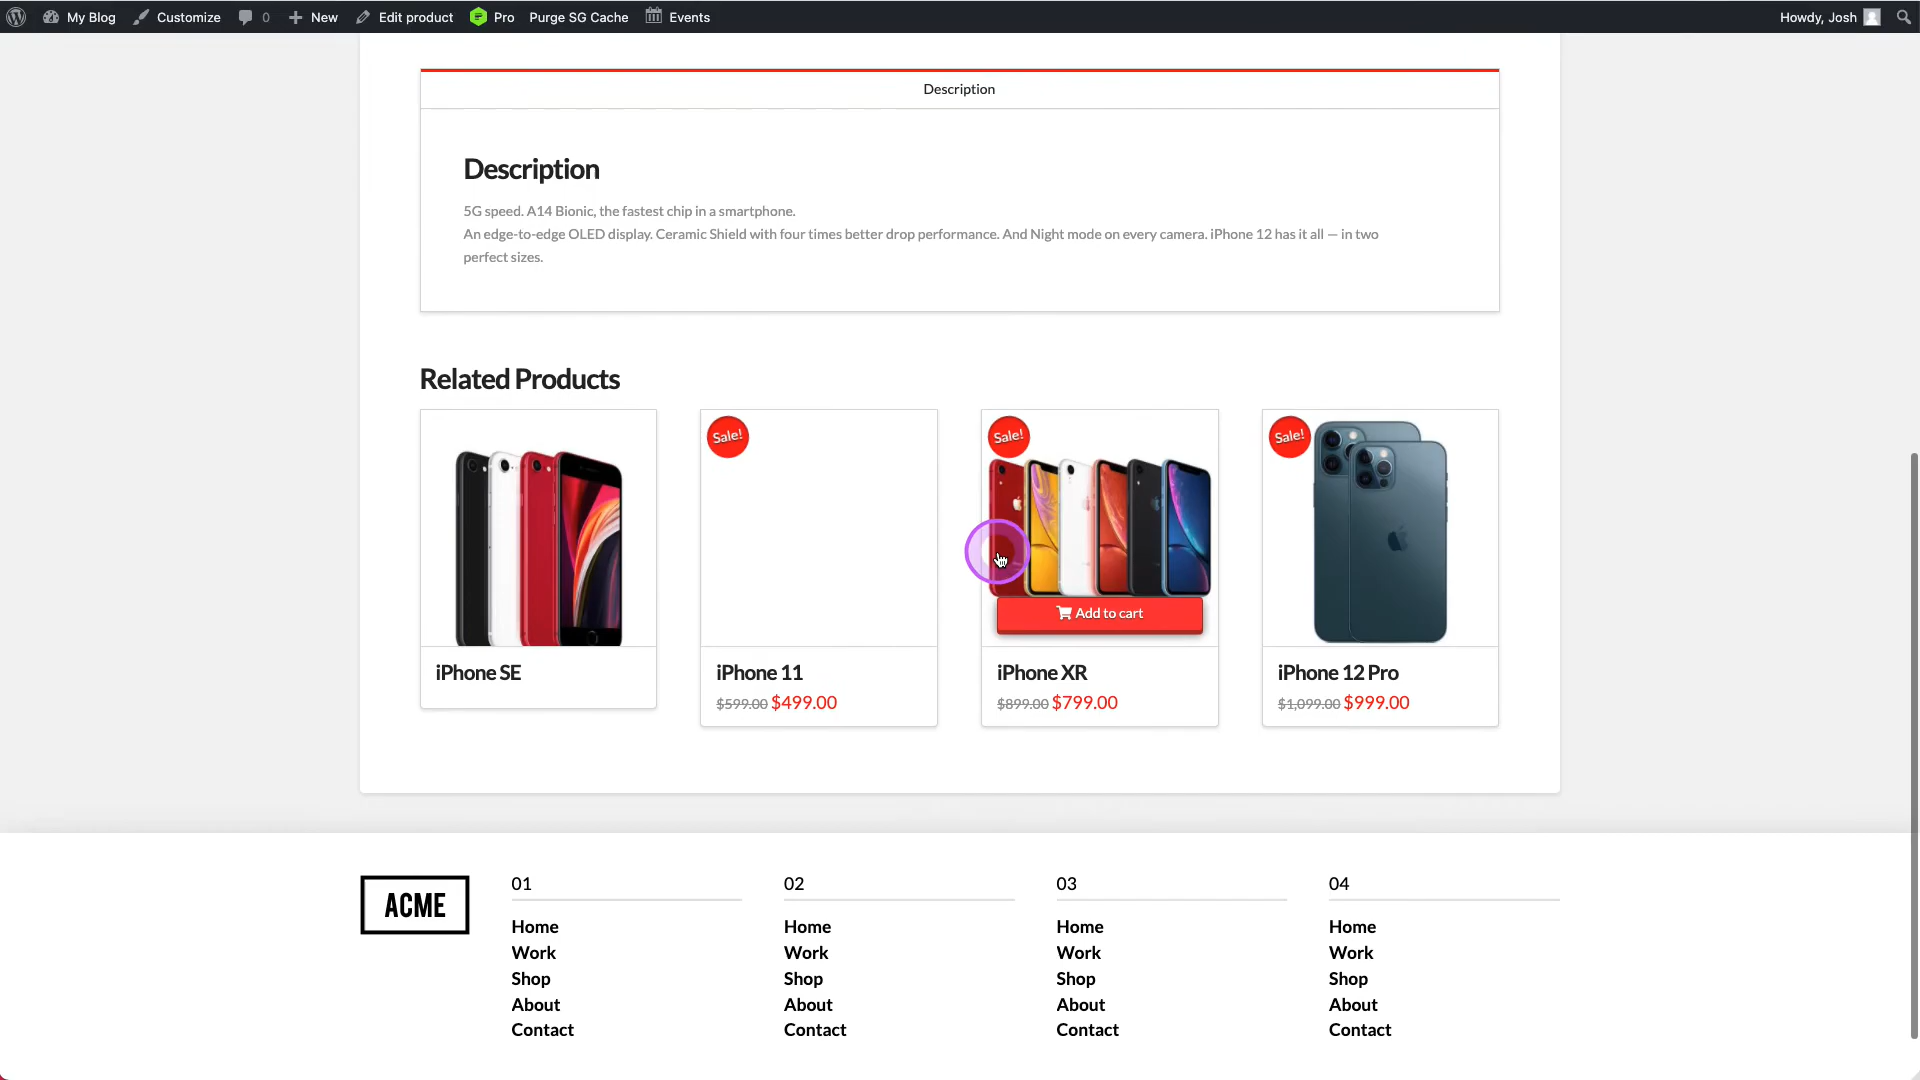 My Blog Customize 0 New Edit product Pro Purge SG Cache Events Howdy, Josh
Description
Description
5G speed. A14 Bionic, the fastest chip in a smartphone.
An edge-to-edge OLED display. Ceramic Shield with four times better drop performance. And Night mode on every camera. iPhone 12 has it all — in two
perfect sizes.
Related Products
Sale! Sale! Sale!
Add to cart
iPhone SE iPhone 11 iPhone XR iPhone 12 Pro
$599.00 $499.00 $899.00 $799.00 $1,099.00 $999.00
ACME
01
Home
Work
Shop
About
Contact
02
Home
Work
Shop
About
Contact
03
Home
Work
Shop
About
Contact
04
Home
Work
Shop
About
Contact